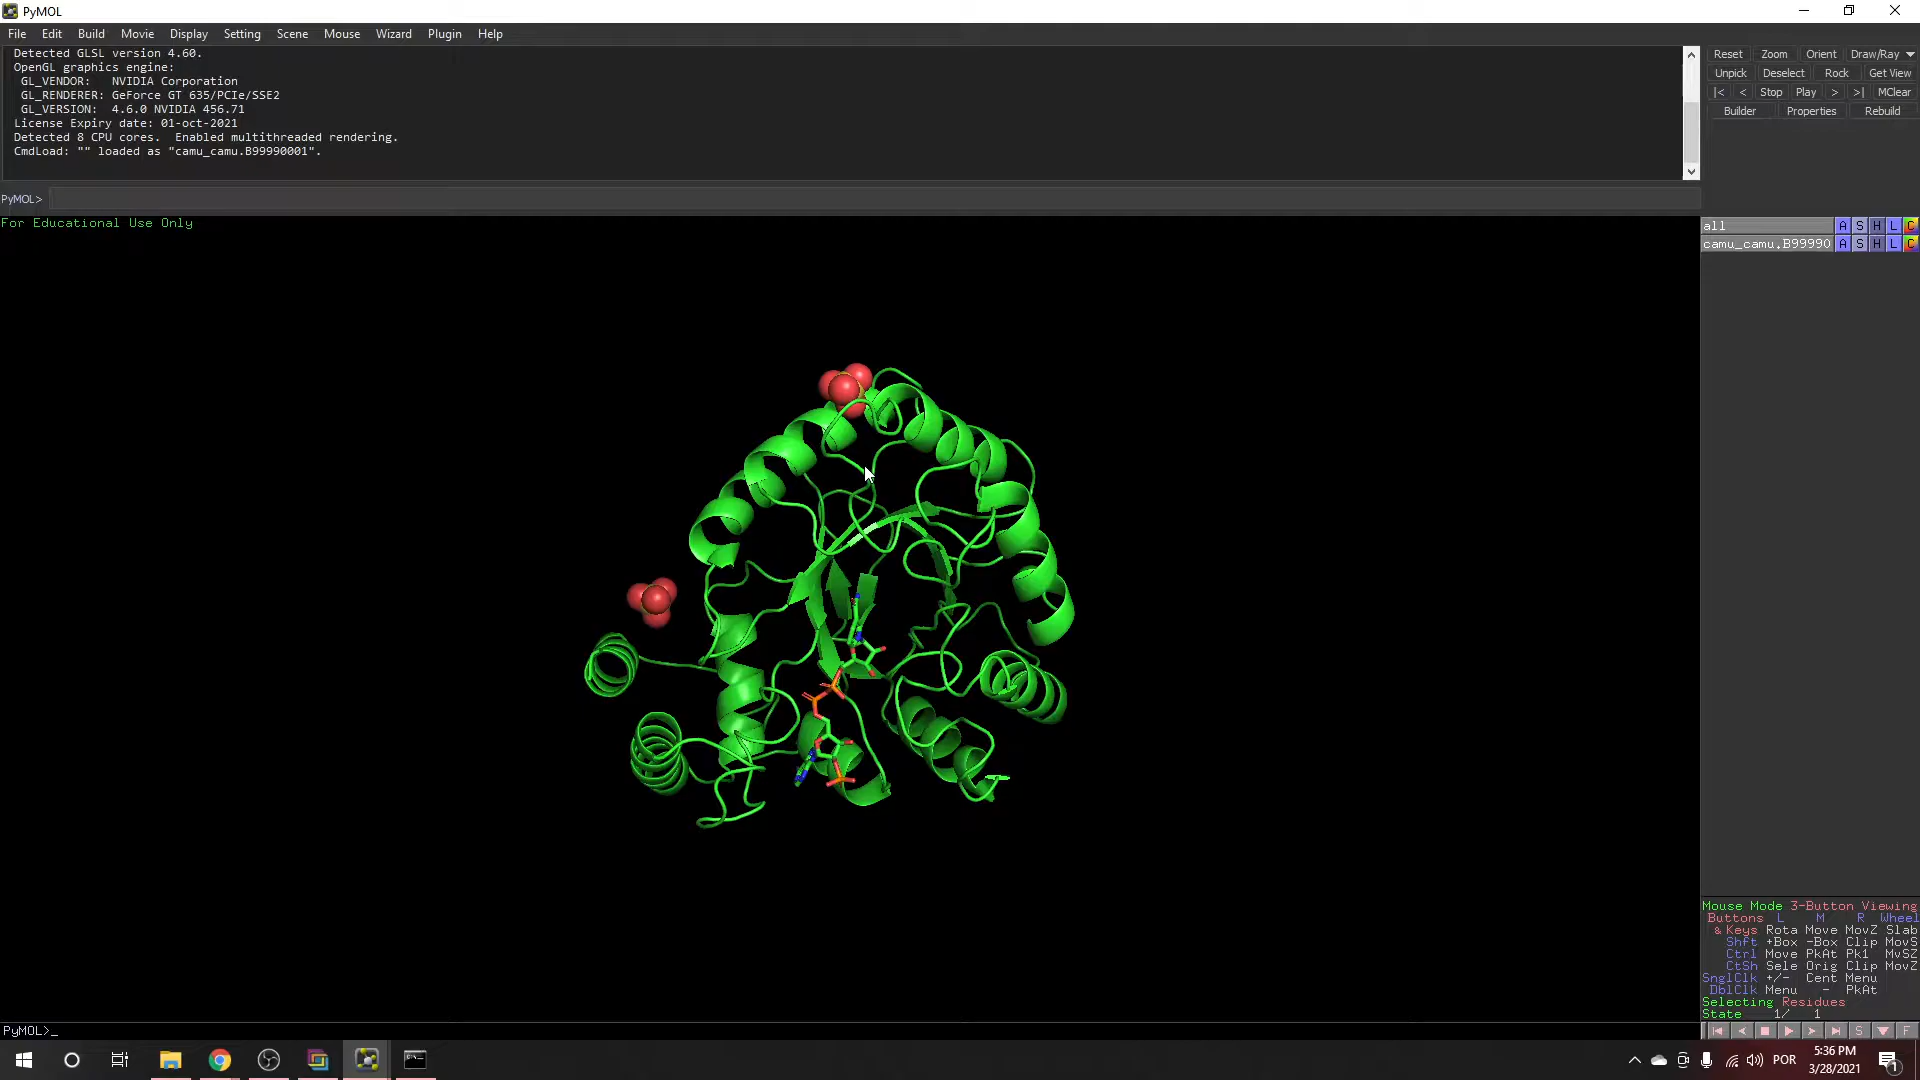 PyMOL
File Edit Build Movie Display Setting Scene Mouse Wizard Plugin Help
Detected GLSL version 4.60.
OpenGL graphics engine:
GL_VENDOR: NVIDIA Corporation
GL_RENDERER: GeForce GT 635/PCIe/SSE2
GL_VERSION: 4.6.0 NVIDIA 456.71
License Expiry date: 01-oct-2021
Detected 8 CPU cores. Enabled multithreaded rendering.
CmdLoad: "" loaded as "camu_camu.B99990001".
Reset Zoom Orient Draw/Ray
Unpick Deselect Rock Get View
|< < Stop Play > >| MClear
Builder Properties Rebuild
PyMOL>
For Educational Use Only
all A S H L C
camu_camu.B99990 A S H L C
Mouse Mode 3-Button Viewing
Buttons L M R Wheel
& Keys Rota Move MovZ Slab
Shft +Box -Box Clip MovS
Ctrl Move PkAt Pk1 MvSZ
CtSh Sele Orig Clip MovZ
SnglClk +/- Cent Menu
DblClk Menu - PkAt
Selecting Residues
State 1/ 1
PyMOL>_
S F
POR
5:36 PM
3/28/2021
1